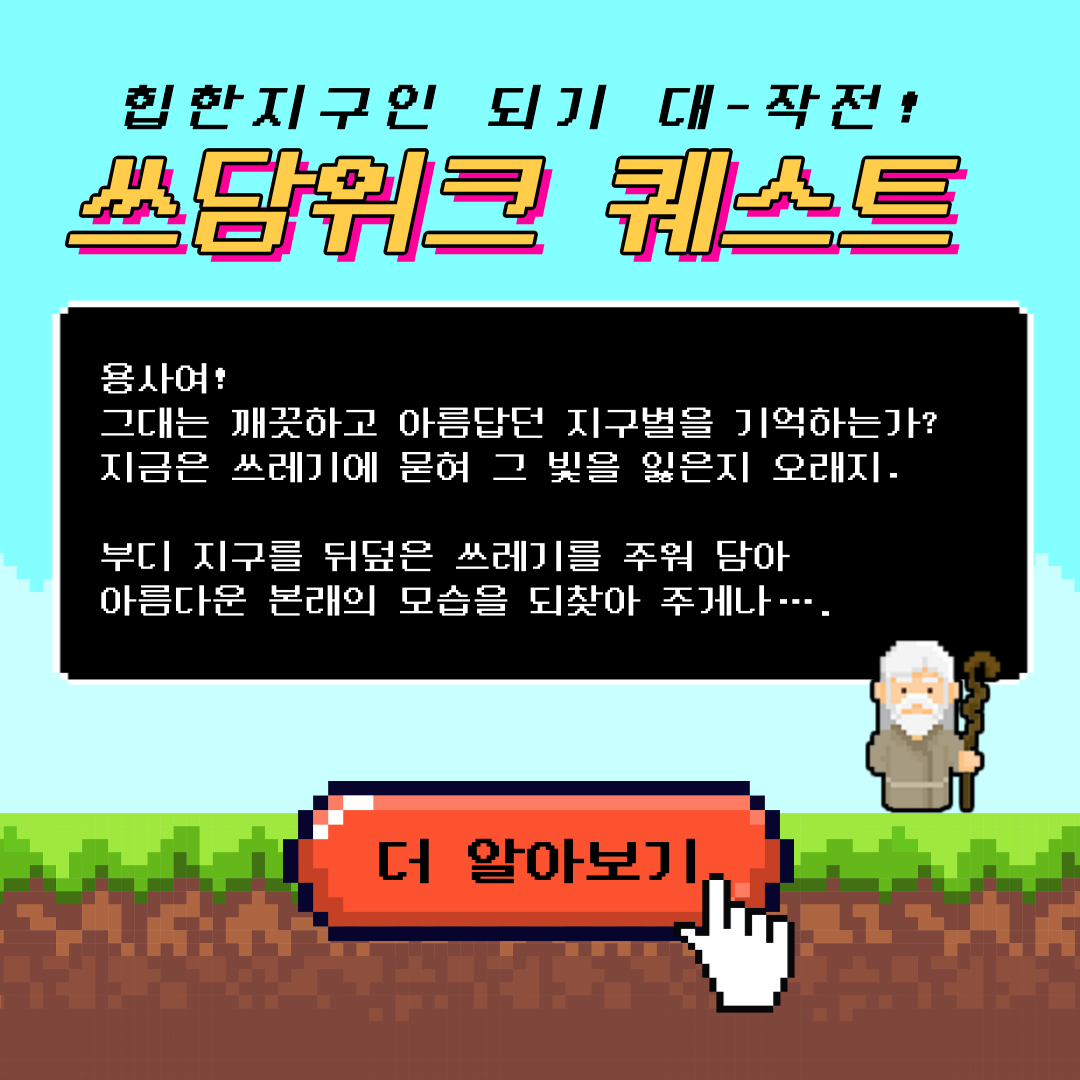 힙한지구인 되기 대-작전!
쓰담위크 퀘스트
용사여!
그대는 깨끗하고 아름답던 지구별을 기억하는가?
지금은 쓰레기에 묻혀 그 빛을 잃은지 오래지.
부디 지구를 뒤덮은 쓰레기를 주워 담아
아름다운 본래의 모습을 되찾아 주게나….
더 알아보기